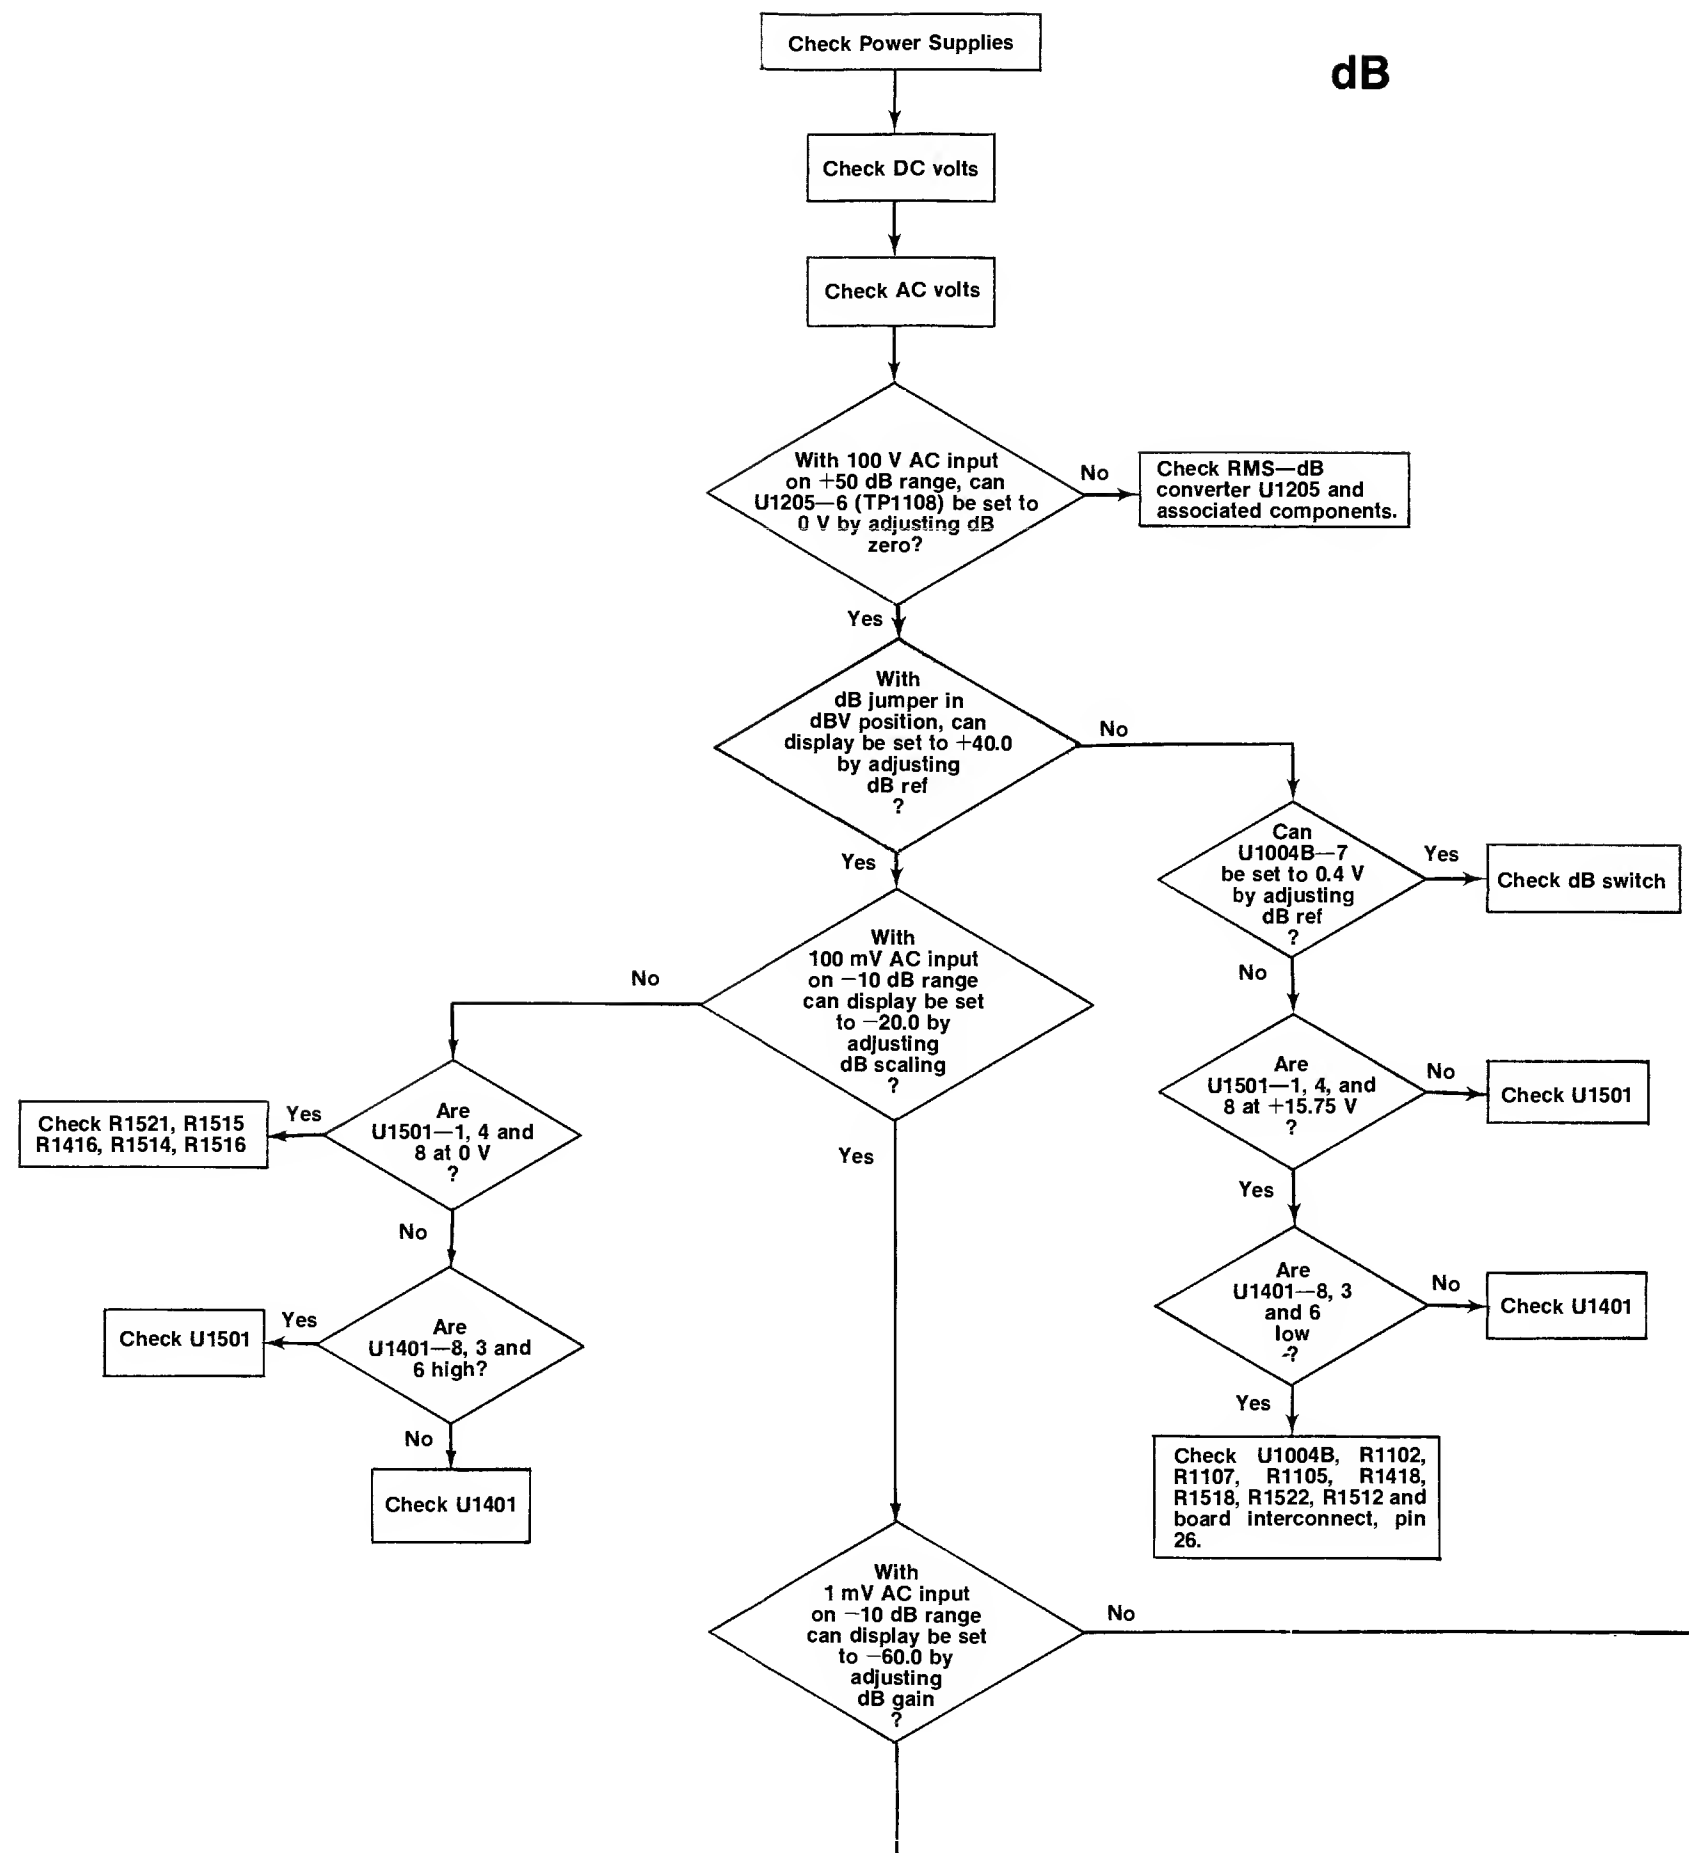 Check Power Supplies
dB
Check DC volts
Check AC volts
With 100 V AC input
on +50 dB range, can
U1205—6 (TP1108) be set to
0 V by adjusting dB
zero?
No
Check RMS—dB
converter U1205 and
associated components.
Yes
With
dB jumper in
dBV position, can
display be set to +40.0
by adjusting
dB ref
?
No
Yes
Can
U1004B—7
be set to 0.4 V
by adjusting
dB ref
?
Yes
Check dB switch
No
With
100 mV AC input
on —10 dB range
can display be set
to —20.0 by
adjusting
dB scaling
?
No
Yes
Are
U1501—1, 4, and
8 at +15.75 V
?
No
Check U1501
Yes
Are
U1501—1, 4 and
8 at 0 V
?
Yes
Check R1521, R1515
R1416, R1514, R1516
No
Are
U1401—8, 3
and 6
low
-?
No
Check U1401
Yes
Are
U1401—8, 3 and
6 high?
Yes
Check U1501
No
Check U1401
Check U1004B, R1102,
R1107, R1105, R1418,
R1518, R1522, R1512 and
board interconnect, pin
26.
With
1 mV AC input
on —10 dB range
can display be set
to —60.0 by
adjusting
dB gain
?
No